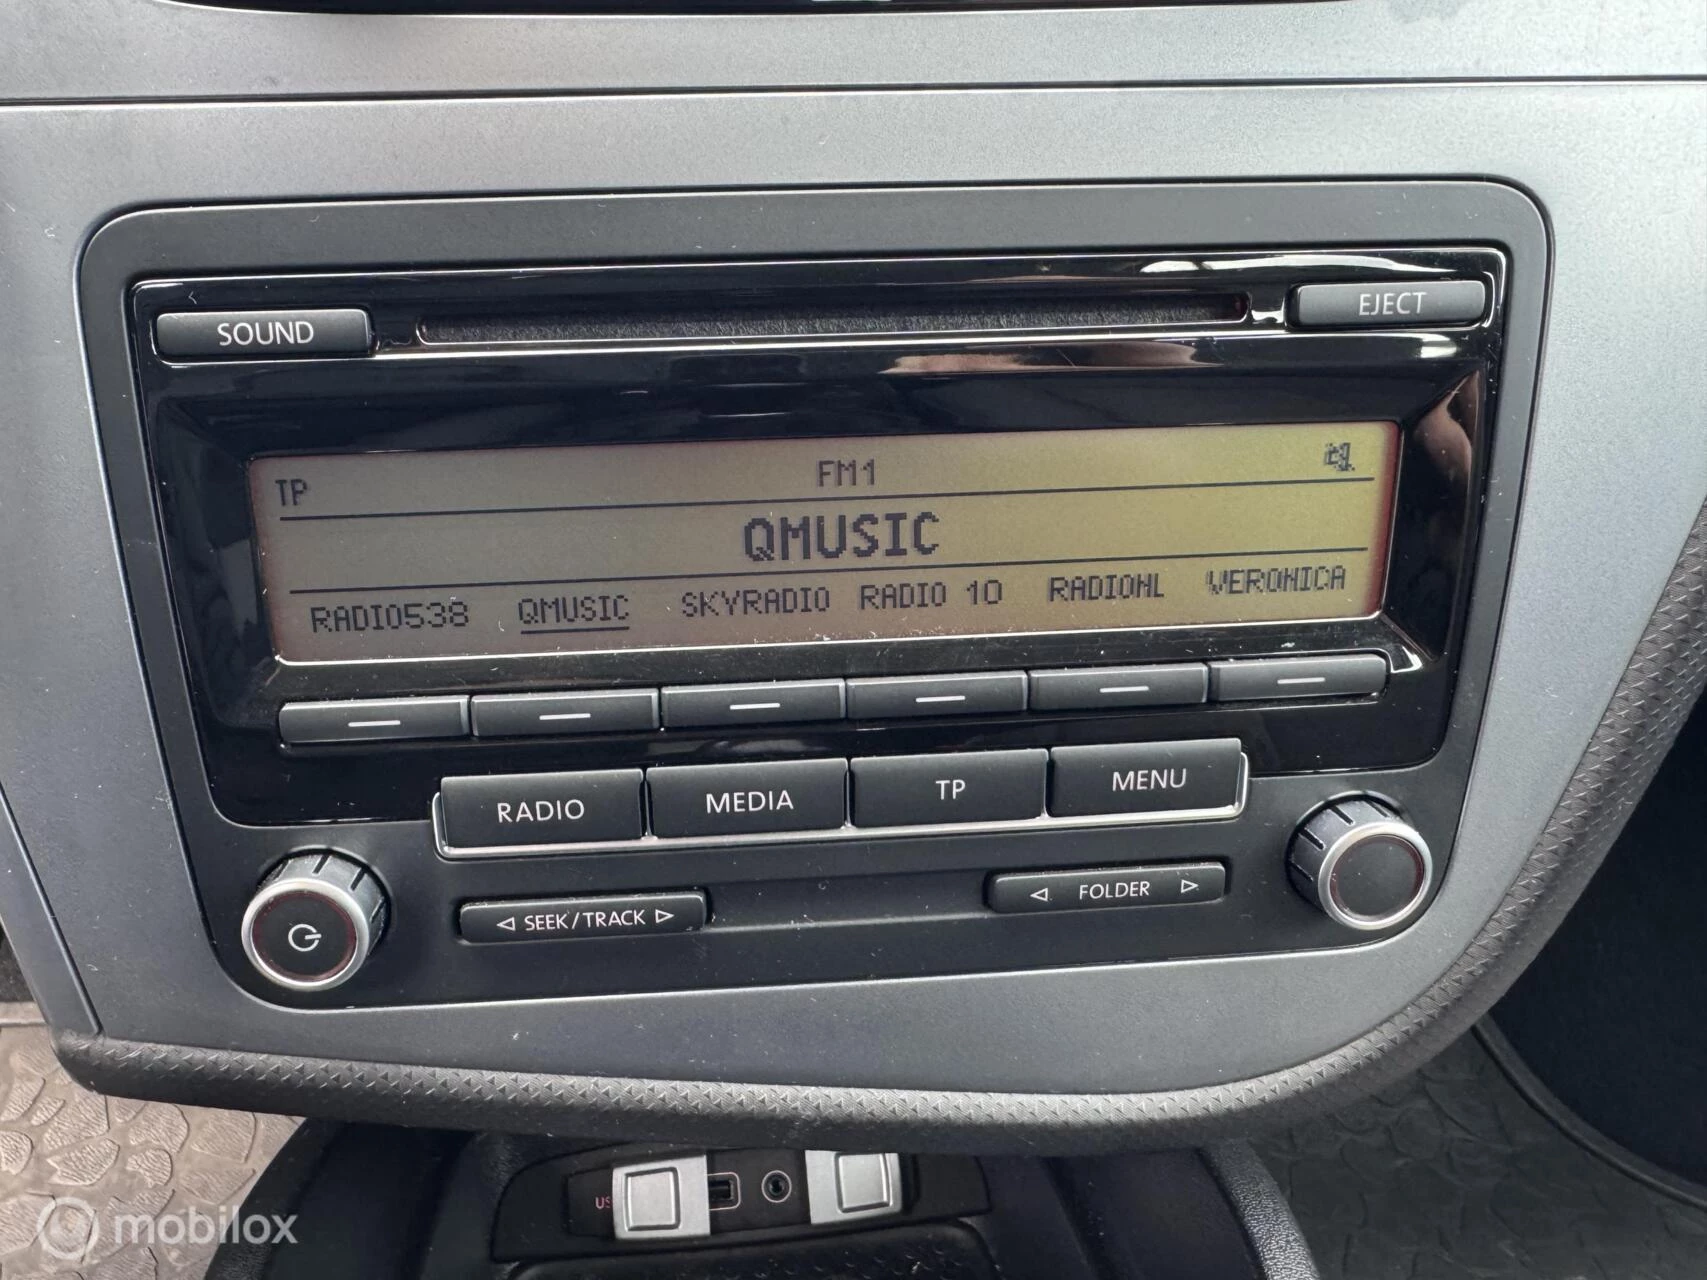 SOUND
EJECT
TP
FM1
QMUSIC
RADIO538 QMUSIC SKYRADIO RADIO 10 RADIONL VERONICA
RADIO MEDIA TP MENU
SEEK/TRACK
FOLDER
mobilox